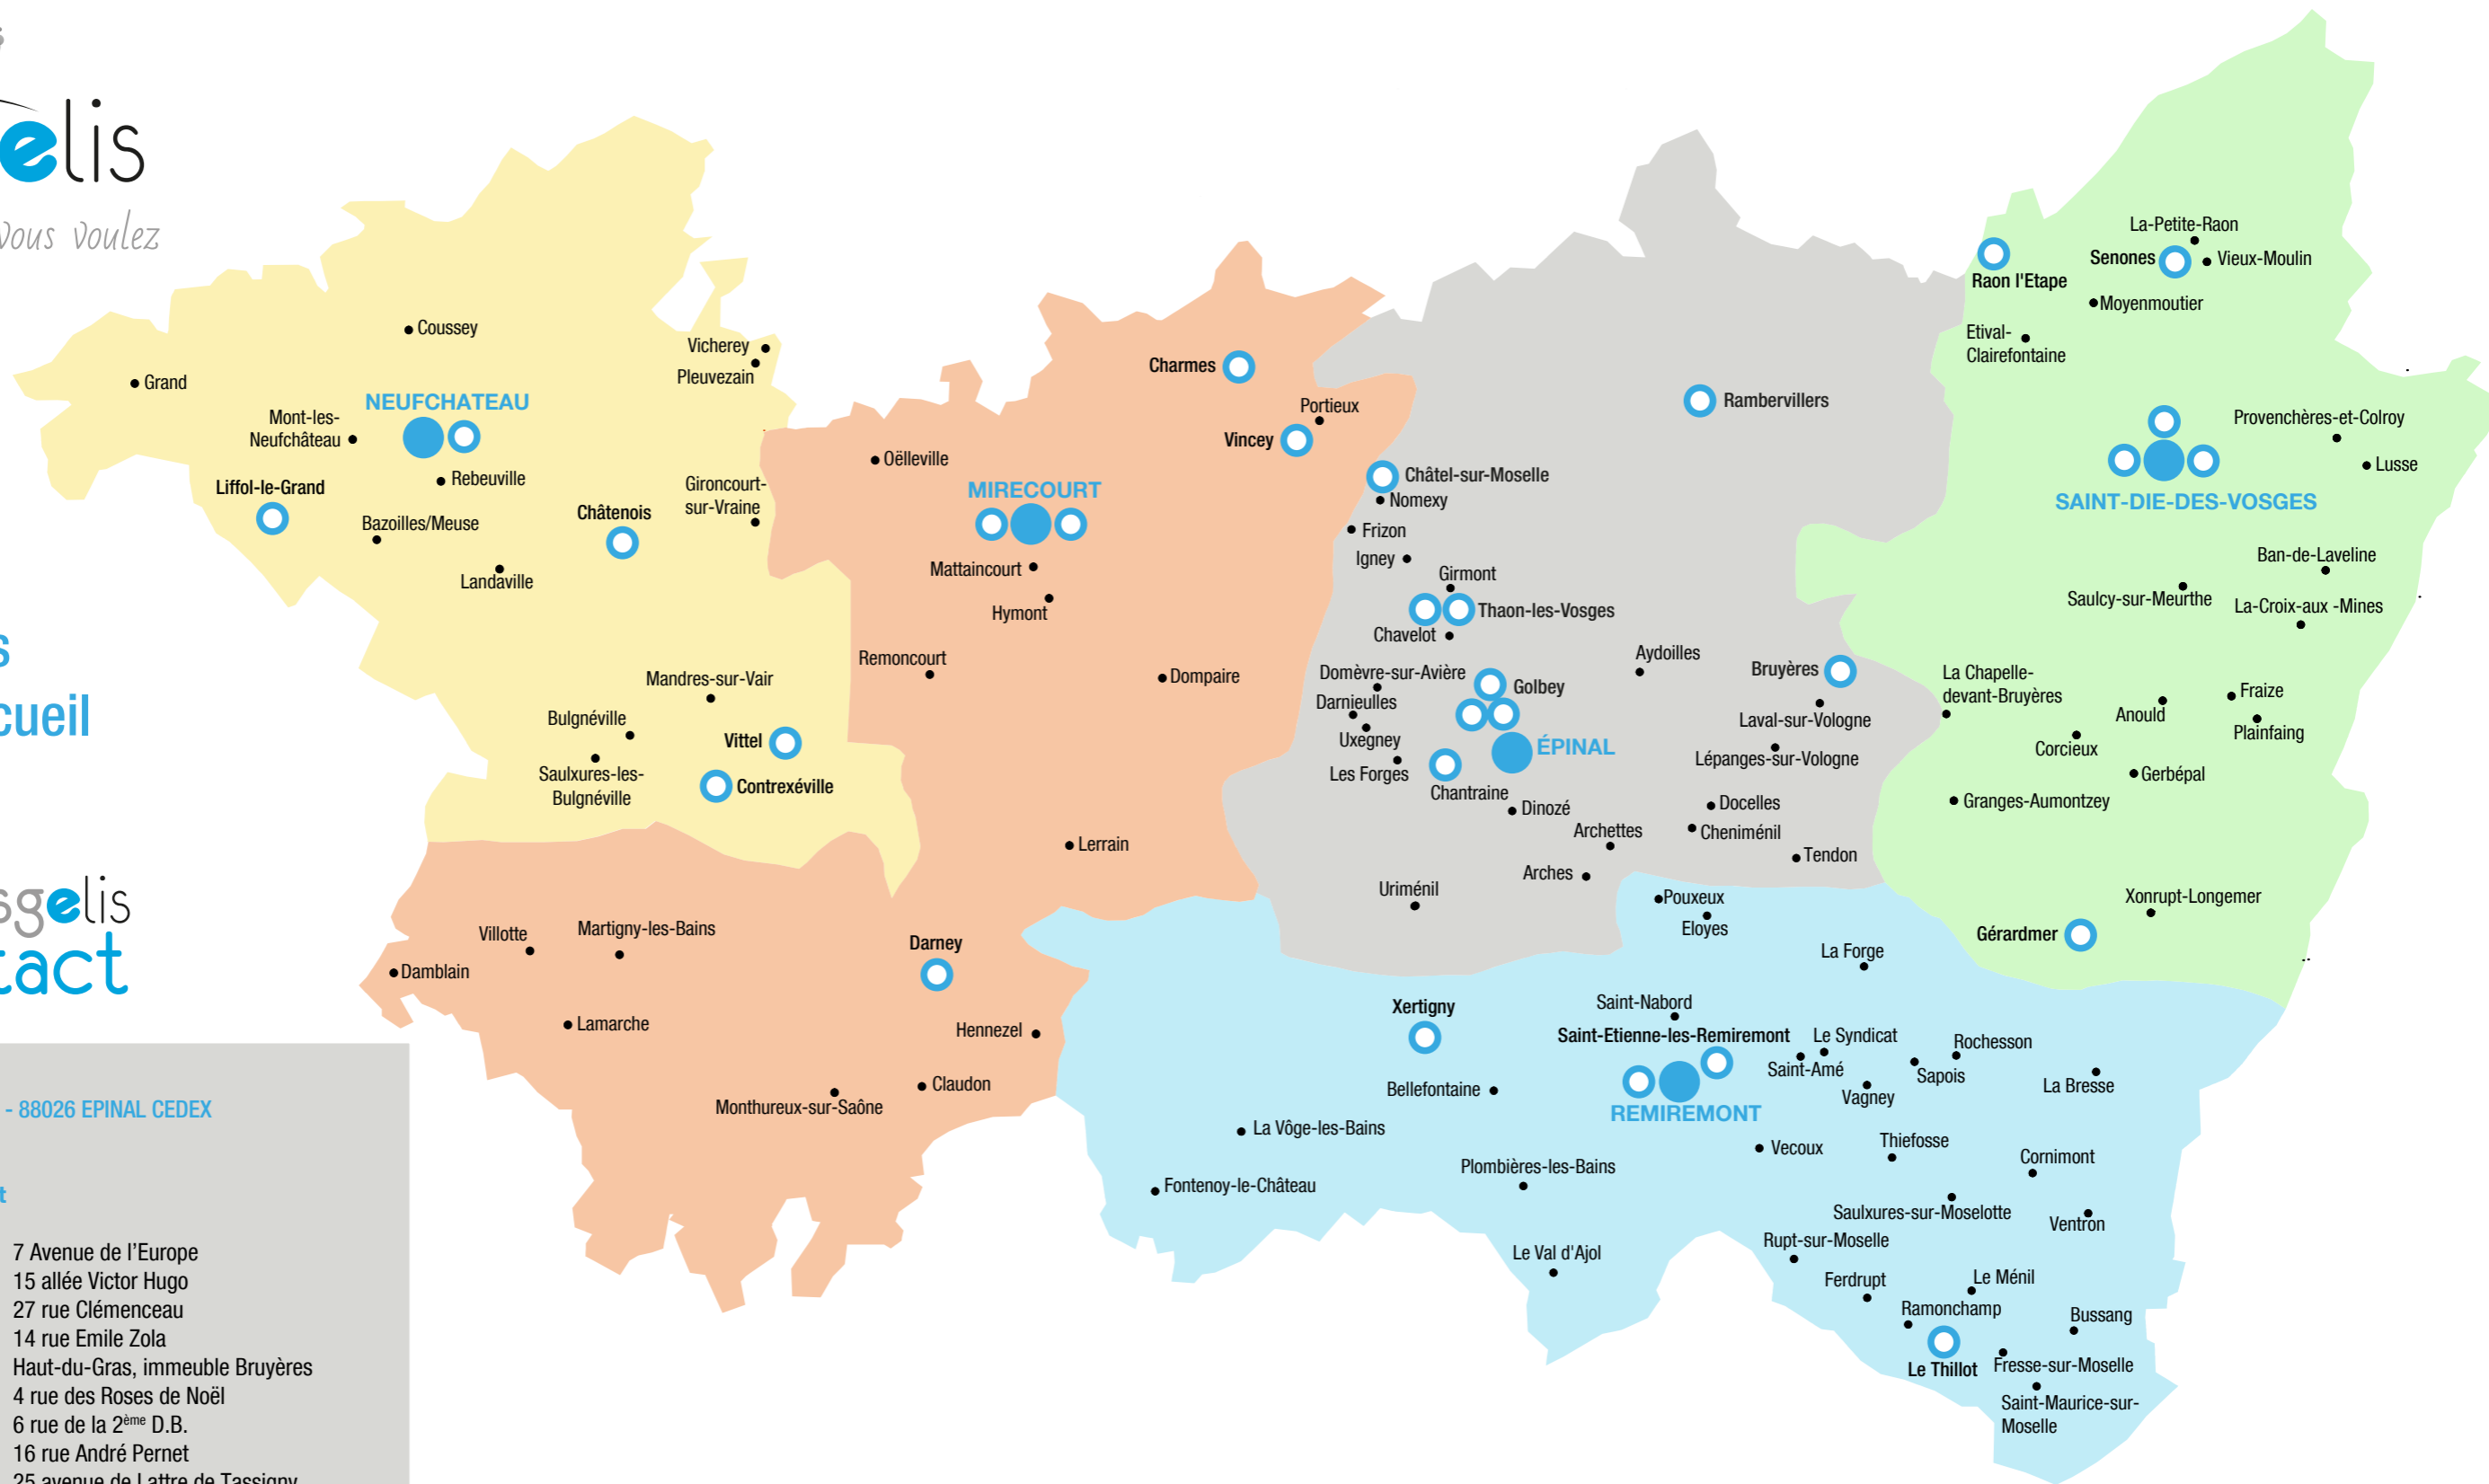 elis
vous voulez
Coussey
Grand
Vicherey
Pleuvezain
NEUFCHATEAU
Mont-les-
Neufchâteau
Rebeuville
Liffol-le-Grand
Bazoilles/Meuse
Châtenois
Gironcourt-
sur-Vraine
Landaville
Mandres-sur-Vair
Bulgnéville
Vittel
Saulxures-les-
Bulgnéville
Contrexéville
Charmes
Portieux
Vincey
Oëlleville
MIRECOURT
Mattaincourt
Hymont
Remoncourt
Dompaire
Lerrain
Villotte
Martigny-les-Bains
Damblain
Darney
Lamarche
Hennezel
Claudon
Monthureux-sur-Saône
Rambervillers
Châtel-sur-Moselle
Nomexy
Frizon
Igney
Girmont
Thaon-les-Vosges
Chavelot
Domèvre-sur-Avière
Golbey
Darnieulles
Uxegney
ÉPINAL
Les Forges
Chantraine
Dinozé
Aydoilles
Bruyères
Laval-sur-Vologne
Lépanges-sur-Vologne
Docelles
Cheniménil
Archettes
Tendon
Arches
Uriménil
La-Petite-Raon
Senones
Vieux-Moulin
Raon l'Etape
Moyenmoutier
Etival-
Clairefontaine
Provenchères-et-Colroy
Lusse
SAINT-DIE-DES-VOSGES
Ban-de-Laveline
Saulcy-sur-Meurthe
La-Croix-aux -Mines
La Chapelle-
devant-Bruyères
Fraize
Anould
Plainfaing
Corcieux
Gerbépal
Granges-Aumontzey
Xonrupt-Longemer
Gérardmer
Pouxeux
Eloyes
La Forge
Xertigny
Saint-Nabord
Saint-Etienne-les-Remiremont
Le Syndicat
Rochesson
Saint-Amé
Sapois
La Bresse
Vagney
Bellefontaine
REMIREMONT
La Vôge-les-Bains
Vecoux
Thiefosse
Cornimont
Plombières-les-Bains
Fontenoy-le-Château
Saulxures-sur-Moselotte
Ventron
Rupt-sur-Moselle
Le Val d'Ajol
Ferdrupt
Le Ménil
Ramonchamp
Bussang
Le Thillot
Fresse-sur-Moselle
Saint-Maurice-sur-
Moselle
s
cueil
sgelis
tact
- 88026 EPINAL CEDEX
t
7 Avenue de l'Europe
15 allée Victor Hugo
27 rue Clémenceau
14 rue Emile Zola
Haut-du-Gras, immeuble Bruyères
4 rue des Roses de Noël
6 rue de la 2ème D.B.
16 rue André Pernet
25 avenue de Lattre de Tassigny